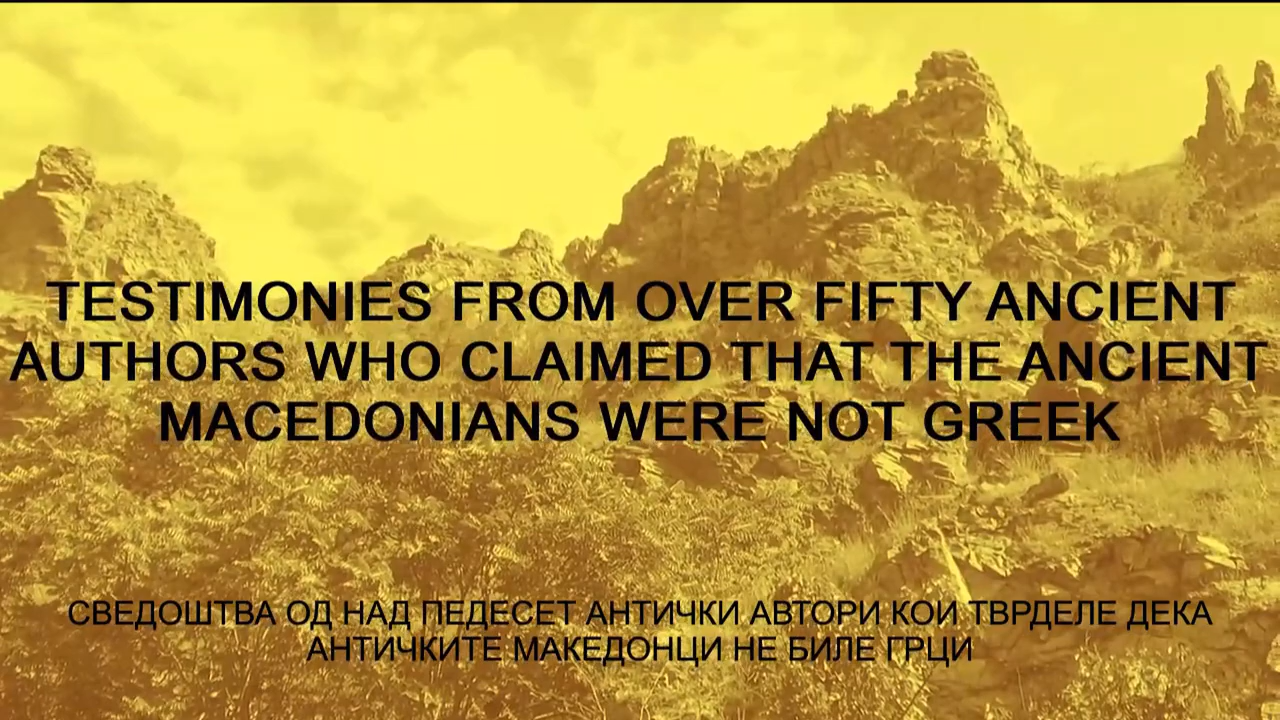 TESTIMONIES FROM OVER FIFTY ANCIENT
AUTHORS WHO CLAIMED THAT THE ANCIENT
MACEDONIANS WERE NOT GREEK
СВЕДОШТВА ОД НАД ПЕДЕСЕТ АНТИЧКИ АВТОРИ КОИ ТВРДЕЛЕ ДЕКА
АНТИЧКИТЕ МАКЕДОНЦИ НЕ БИЛЕ ГРЦИ